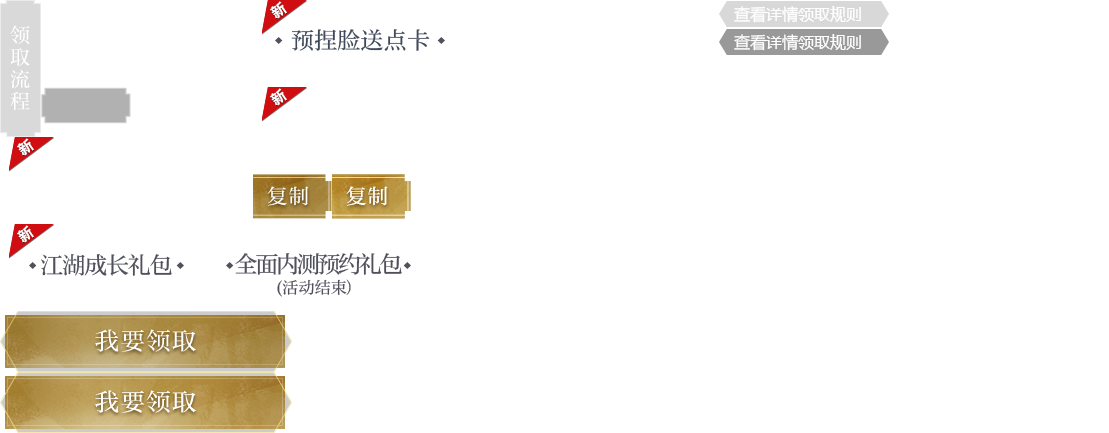 领取流程
新
预捏脸送点卡
查看详情领取规则
查看详情领取规则
新
新
复制
复制
新
江湖成长礼包
全面内测预约礼包
(活动结束)
我要领取
我要领取